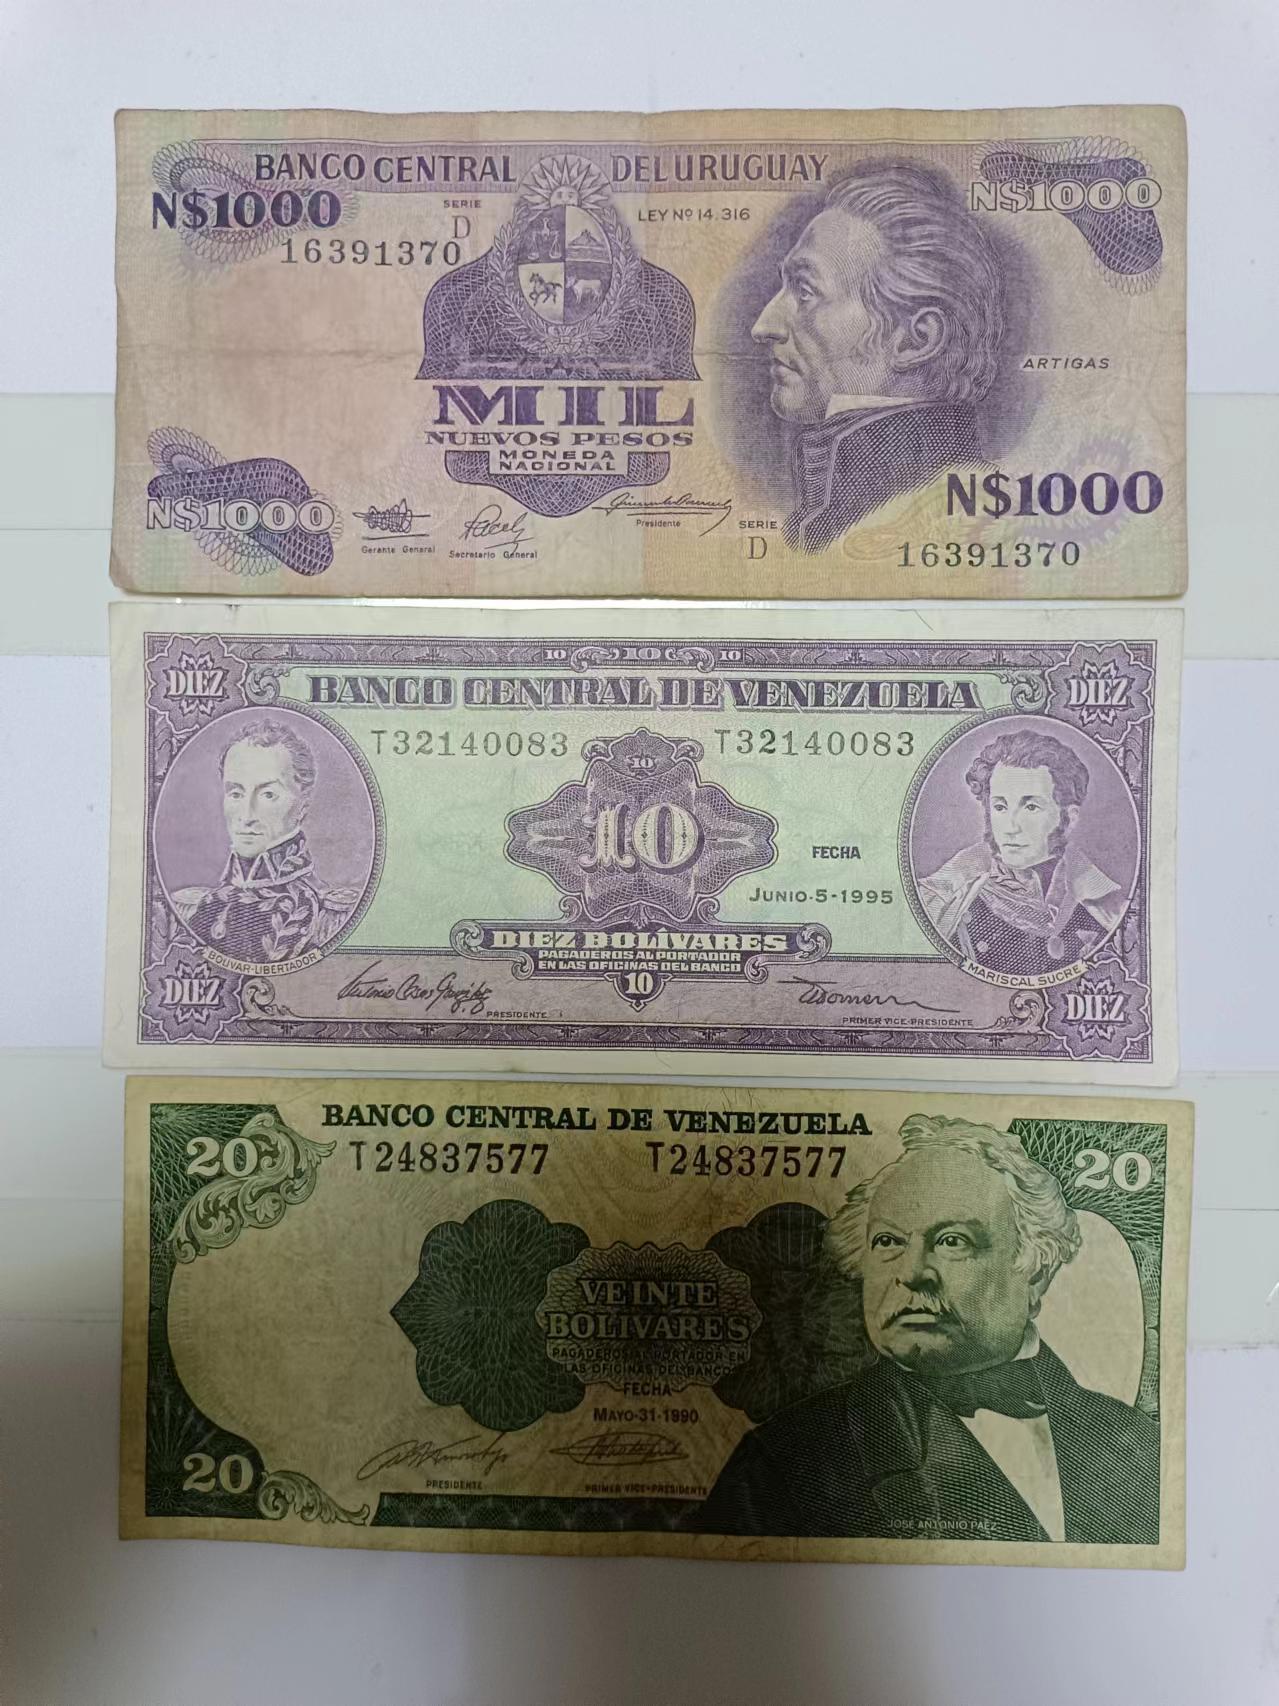 BANCO CENTRAL DEL URUGUAY
N$1000 N$1000
SERIE
D
LEY Nº 14.316
16391370
ARTIGAS
MIL
NUEVOS PESOS
MONEDA
NACIONAL
N$1000
N$1000
Gerente General
Secretario General
Presidente
SERIE
D
16391370
10 10 10
DIEZ DIEZ
BANCO CENTRAL DE VENEZUELA
T32140083 T32140083
10
10
FECHA
JUNIO-5-1995
DIEZ BOLÍVARES
PAGADEROS AL PORTADOR
EN LAS OFICINAS DEL BANCO
BOLIVAR-LIBERTADOR
MARISCAL SUCRE
DIEZ 10 DIEZ
PRESIDENTE
PRIMER VICE-PRESIDENTE
BANCO CENTRAL DE VENEZUELA
20 20
T24837577 T24837577
VEINTE
BOLIVARES
PAGADEROS AL PORTADOR EN
LAS OFICINAS DEL BANCO
FECHA
MAYO-31-1990
20
PRESIDENTE
PRIMER VICE-PRESIDENTE
JOSE ANTONIO PAEZ